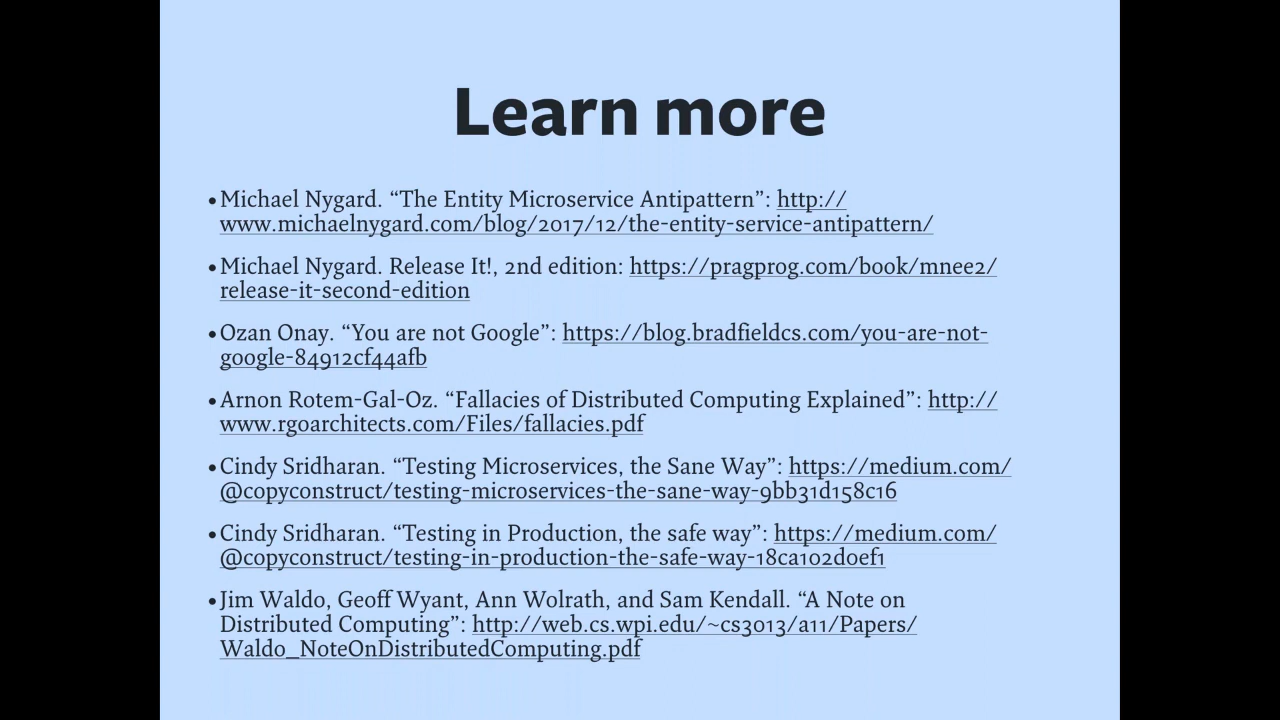 Learn more
•Michael Nygard. “The Entity Microservice Antipattern”: http://
www.michaelnygard.com/blog/2017/12/the-entity-service-antipattern/
•Michael Nygard. Release It!, 2nd edition: https://pragprog.com/book/mnee2/
release-it-second-edition
•Ozan Onay. “You are not Google”: https://blog.bradfieldcs.com/you-are-not-
google-84912cf44afb
•Arnon Rotem-Gal-Oz. “Fallacies of Distributed Computing Explained”: http://
www.rgoarchitects.com/Files/fallacies.pdf
•Cindy Sridharan. “Testing Microservices, the Sane Way”: https://medium.com/
@copyconstruct/testing-microservices-the-sane-way-9bb31d158c16
•Cindy Sridharan. “Testing in Production, the safe way”: https://medium.com/
@copyconstruct/testing-in-production-the-safe-way-18ca102d0ef1
•Jim Waldo, Geoff Wyant, Ann Wolrath, and Sam Kendall. “A Note on
Distributed Computing”: http://web.cs.wpi.edu/~cs3013/a11/Papers/
Waldo_NoteOnDistributedComputing.pdf